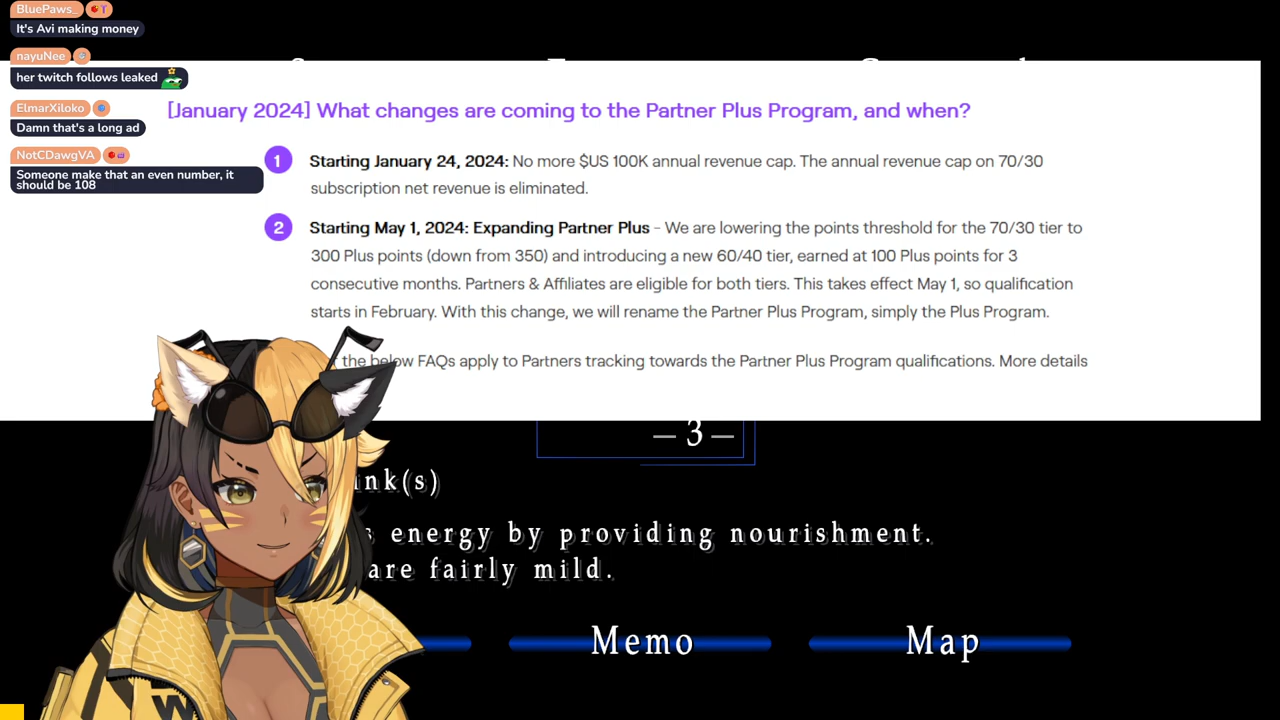 BluePaws_
It's Avi making money
nayuNee
her twitch follows leaked
ElmarXiloko
Damn that's a long ad
NotCDawgVA
Someone make that an even number, it
should be 108
[January 2024] What changes are coming to the Partner Plus Program, and when?
1 Starting January 24, 2024: No more $US 100K annual revenue cap. The annual revenue cap on 70/30
subscription net revenue is eliminated.
2 Starting May 1, 2024: Expanding Partner Plus - We are lowering the points threshold for the 70/30 tier to
300 Plus points (down from 350) and introducing a new 60/40 tier, earned at 100 Plus points for 3
consecutive months. Partners & Affiliates are eligible for both tiers. This takes effect May 1, so qualification
starts in February. With this change, we will rename the Partner Plus Program, simply the Plus Program.
the below FAQs apply to Partners tracking towards the Partner Plus Program qualifications. More details
— 3 —
ink(s)
s energy by providing nourishment.
are fairly mild.
Memo
Map